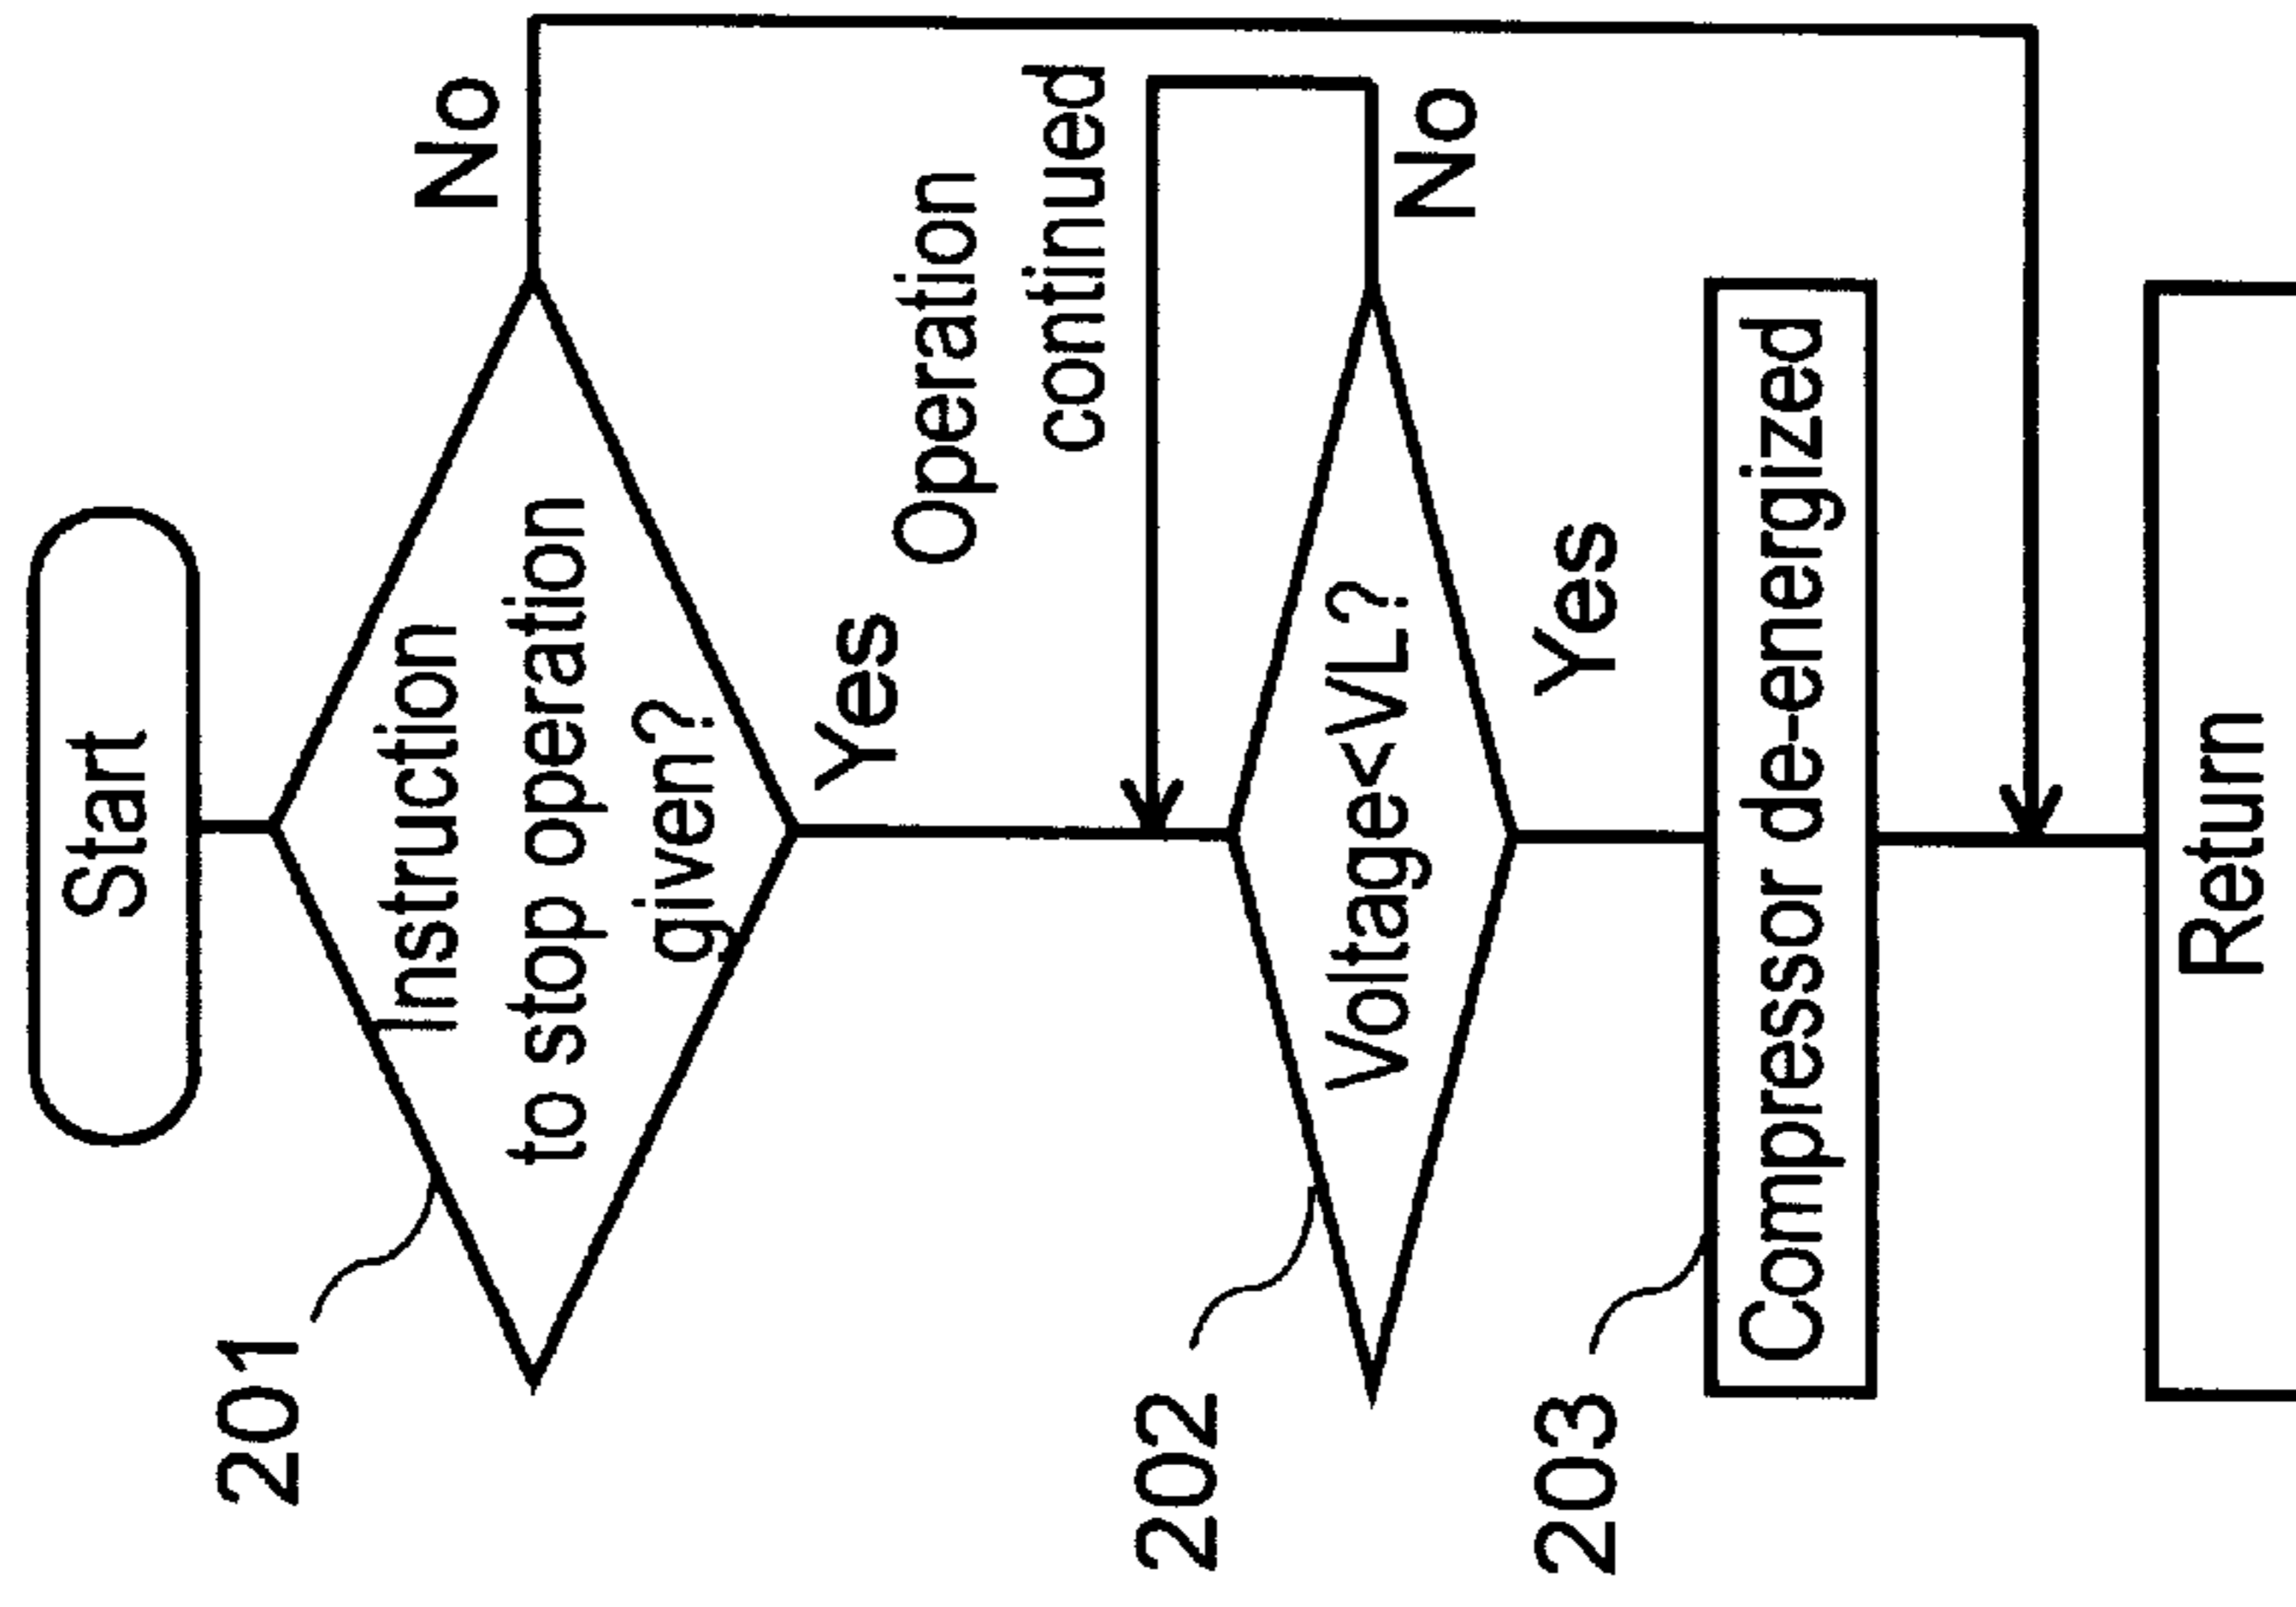 Start
201
Instruction
to stop operation
given?
No
Yes
Operation
continued
202
Voltage<VL?
No
Yes
203
Compressor de-energized
Return